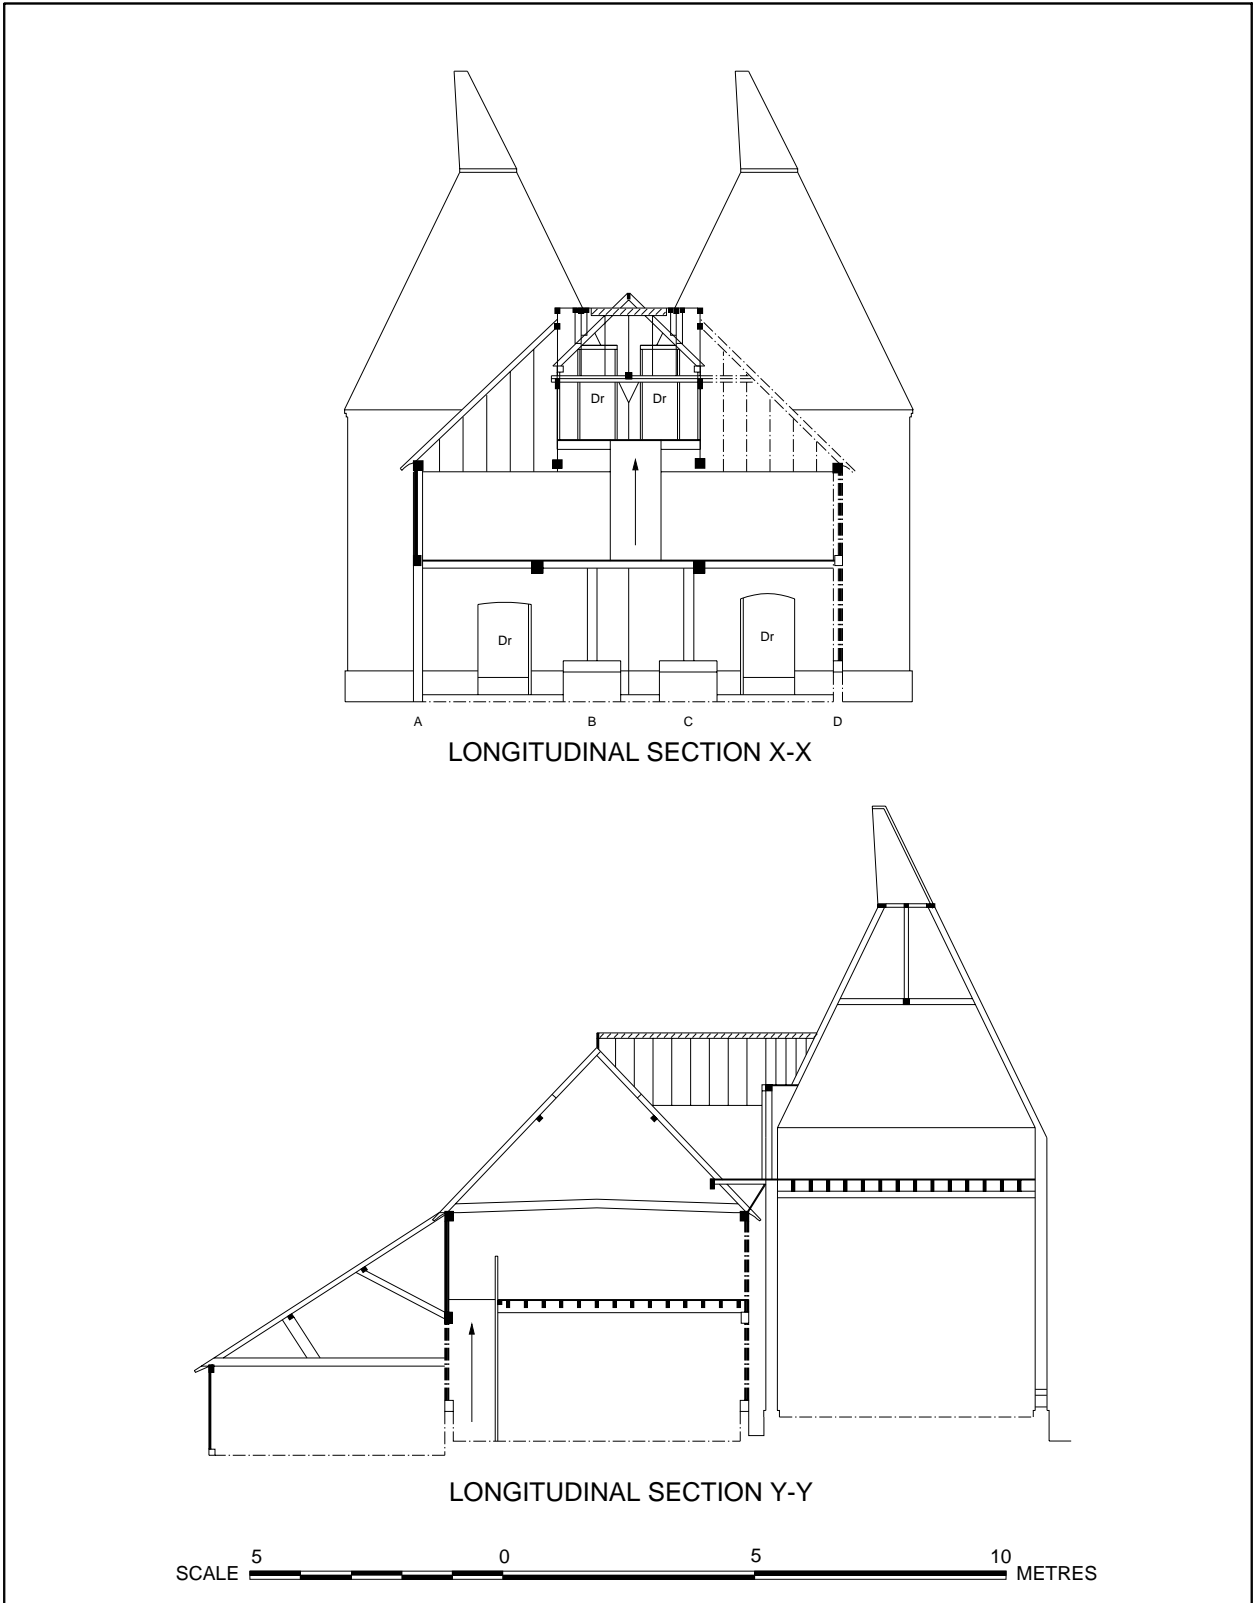 Dr Dr
Dr Dr
A B C D
LONGITUDINAL SECTION X-X
LONGITUDINAL SECTION Y-Y
5 0 5 10
SCALE METRES